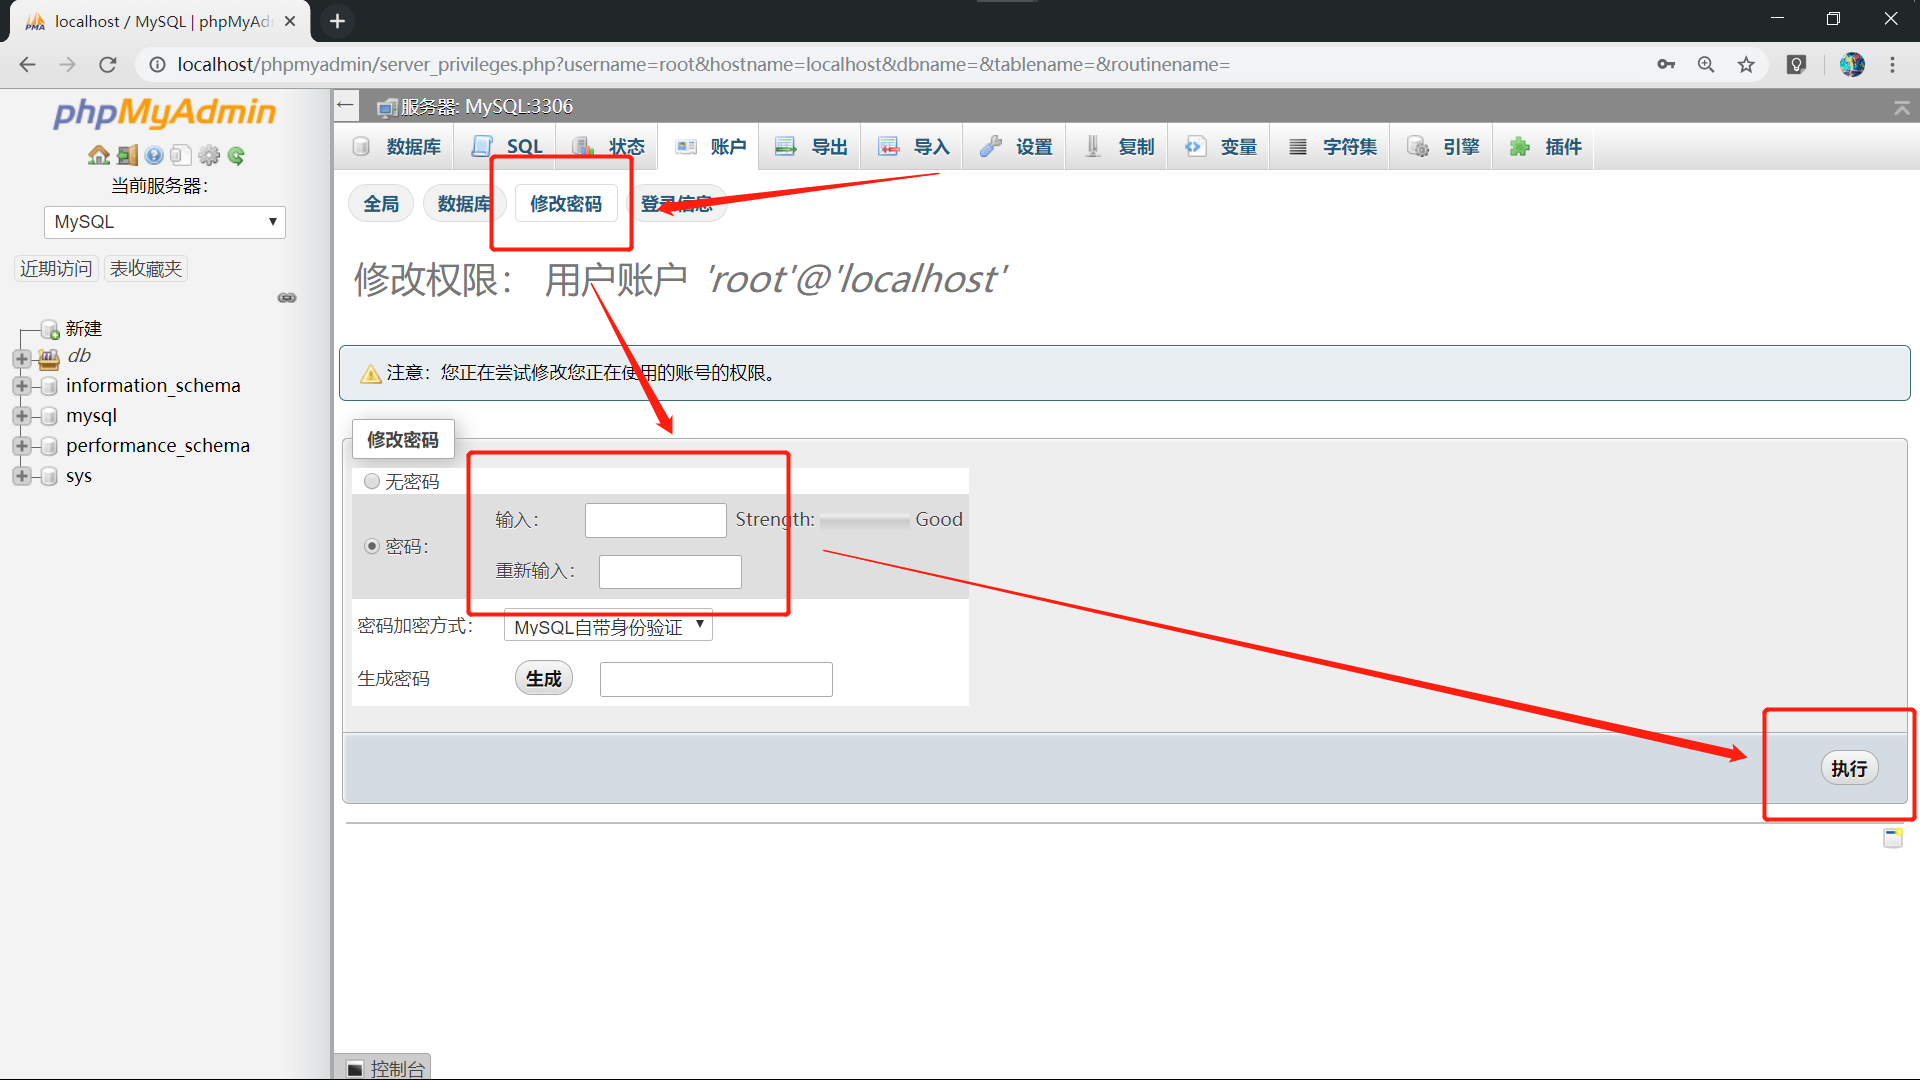 localhost / MySQL | phpMyAd
localhost/phpmyadmin/server_privileges.php?username=root&hostname=localhost&dbname=&tablename=&routinename=
phpMyAdmin
当前服务器：
MySQL
近期访问 表收藏夹
新建
db
information_schema
mysql
performance_schema
sys
服务器: MySQL:3306
数据库 SQL 状态 账户 导出 导入 设置 复制 变量 字符集 引擎 插件
全局 数据库 修改密码 登录信息
修改权限： 用户账户 'root'@'localhost'
注意：您正在尝试修改您正在使用的账号的权限。
修改密码
无密码
密码：
输入： Strength: Good
重新输入：
密码加密方式： MySQL自带身份验证
生成密码 生成
执行
控制台